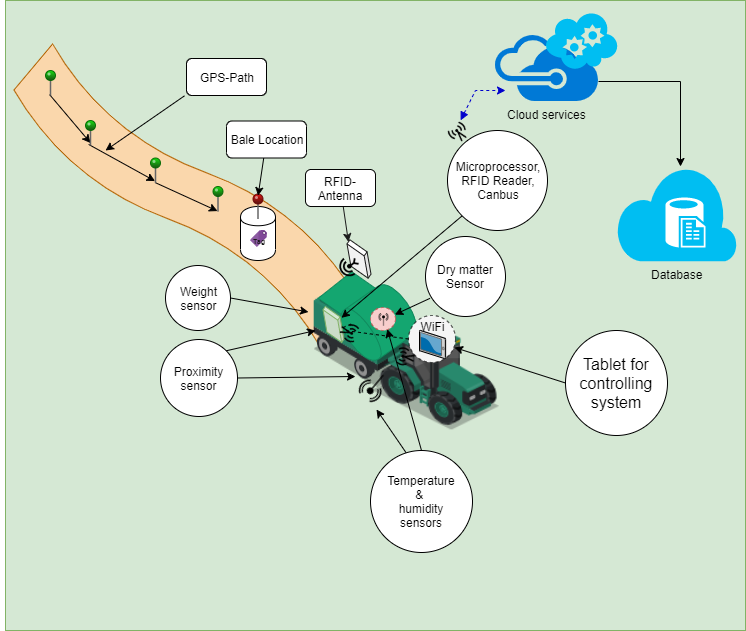 GPS-Path
Bale Location
RFID-
Antenna
Cloud services
Microprocessor,
RFID Reader,
Canbus
Database
Tag
Dry matter
Sensor
Weight
sensor
WiFi
Proximity
sensor
Tablet for
controlling
system
Temperature
&
humidity
sensors